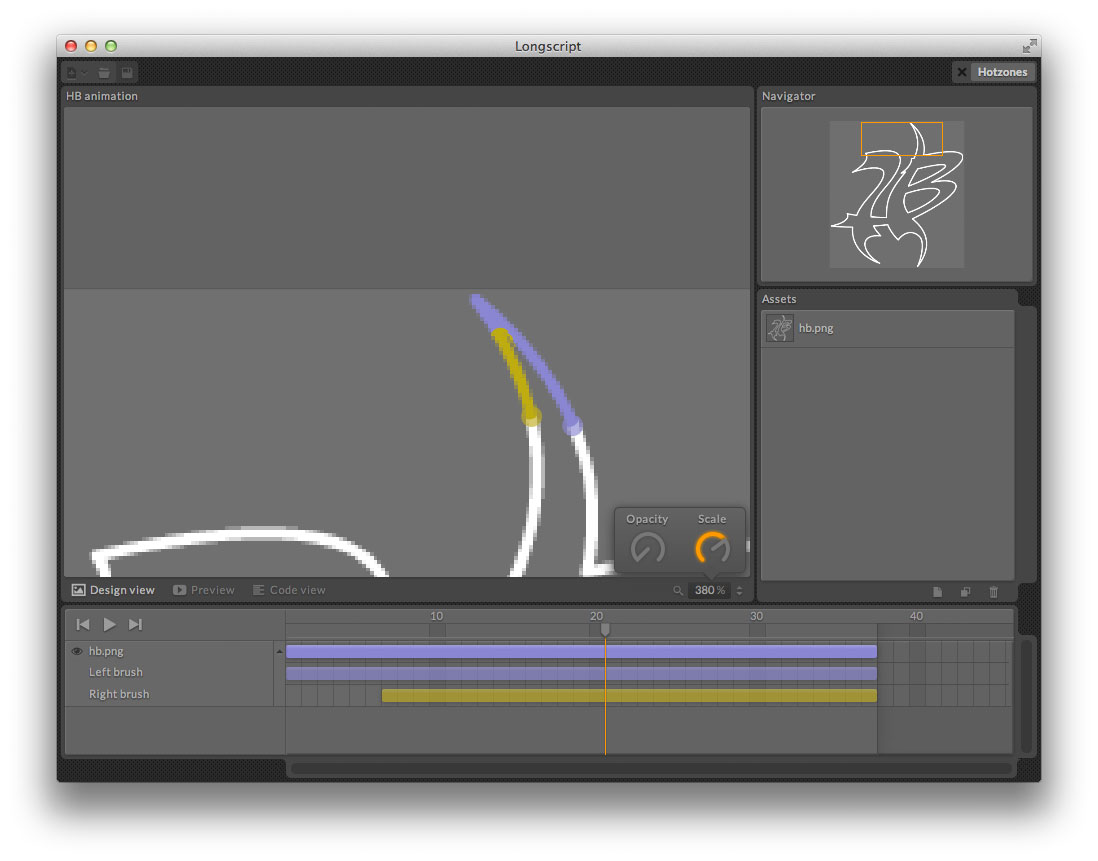 Longscript
Hotzones
HB animation
Navigator
Assets
hb.png
Opacity Scale
Design view Preview Code view 380 %
10 20 30 40
hb.png
Left brush
Right brush